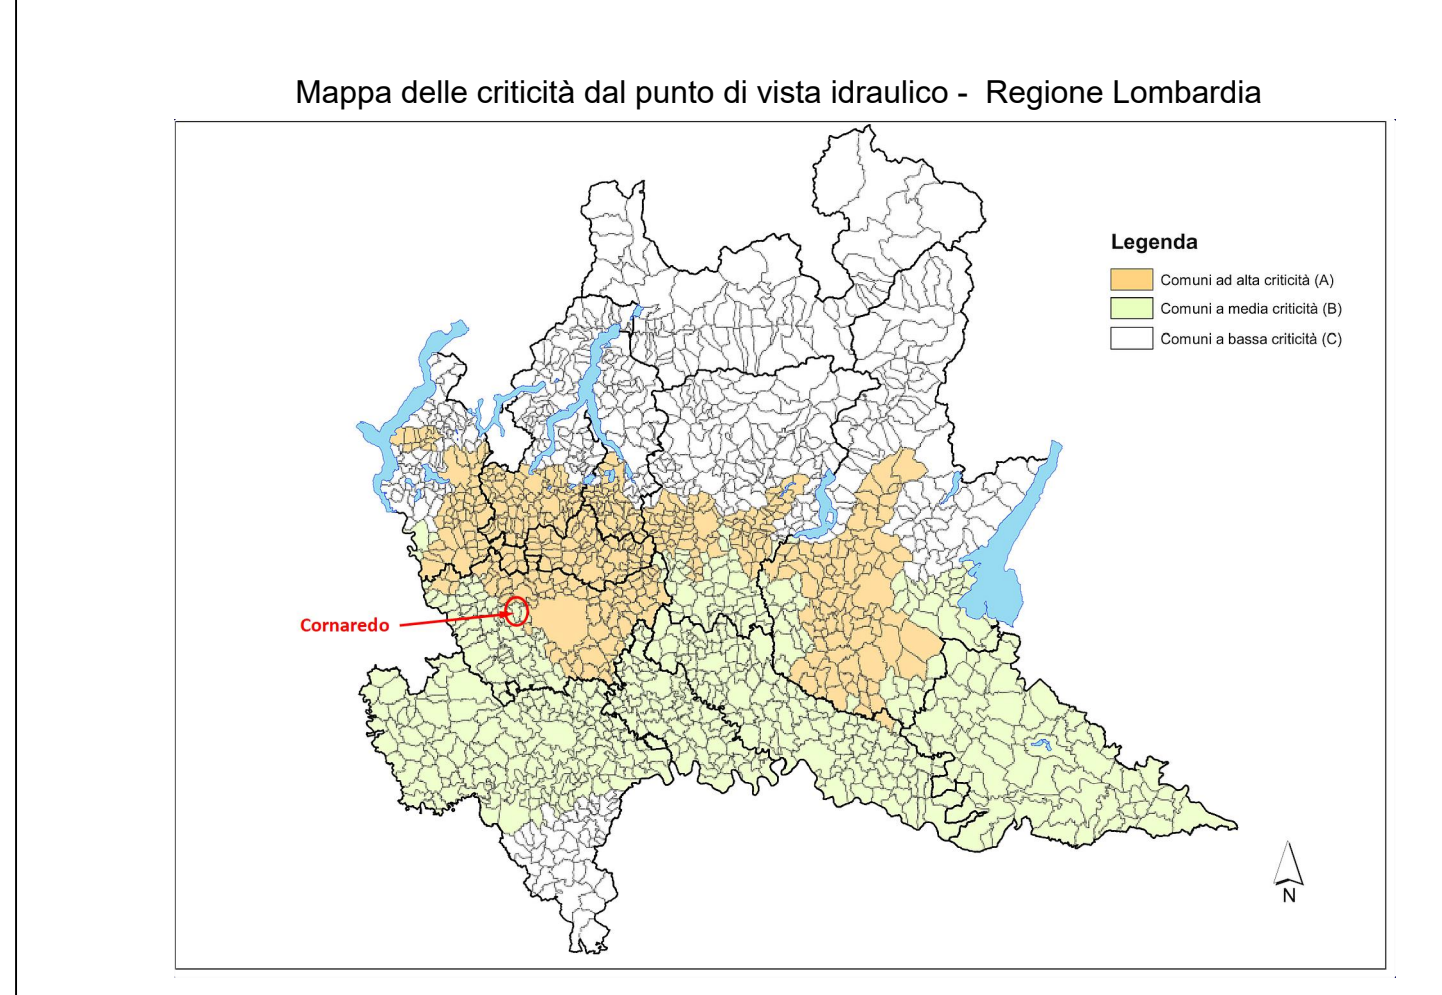 Mappa delle criticità dal punto di vista idraulico - Regione Lombardia
Legenda
Comuni ad alta criticità (A)
Comuni a media criticità (B)
Comuni a bassa criticità (C)
Cornaredo
N